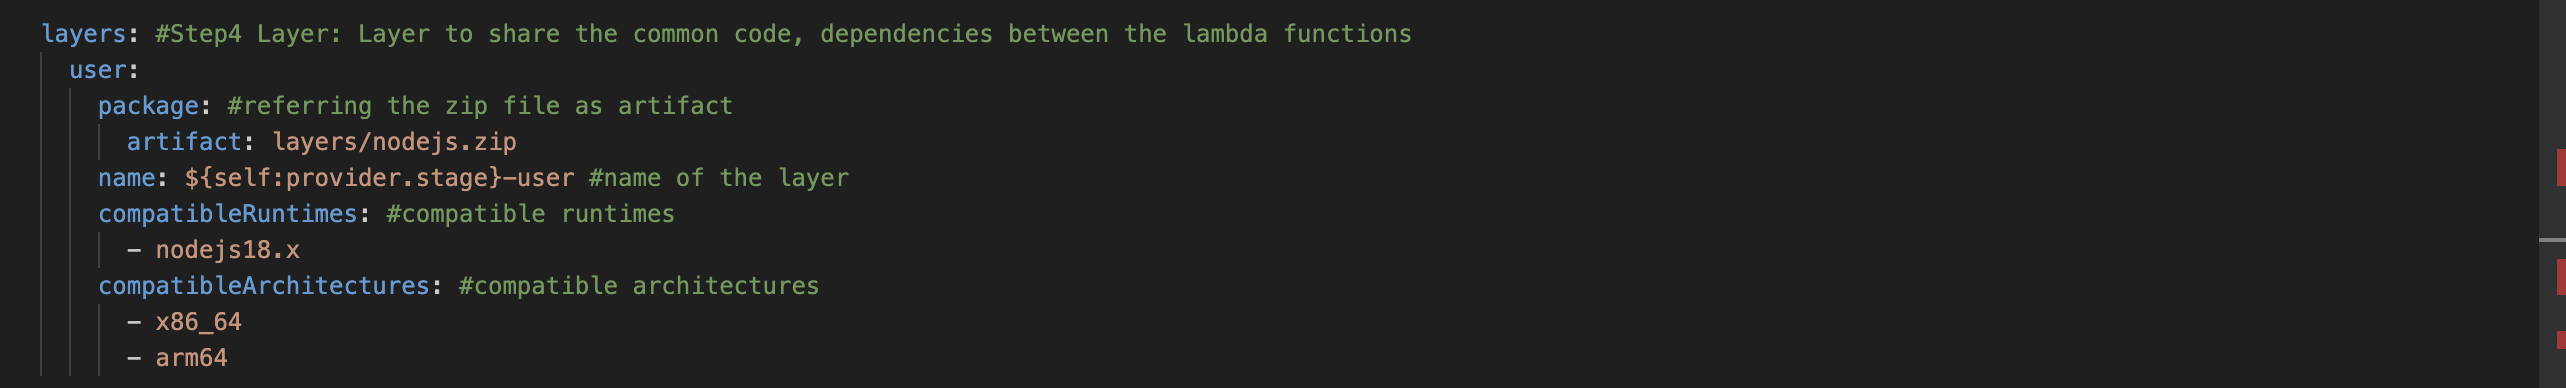 layers: #Step4 Layer: Layer to share the common code, dependencies between the lambda functions
  user:
    package: #referring the zip file as artifact
      artifact: layers/nodejs.zip
    name: ${self:provider.stage}-user #name of the layer
    compatibleRuntimes: #compatible runtimes
      - nodejs18.x
    compatibleArchitectures: #compatible architectures
      - x86_64
      - arm64